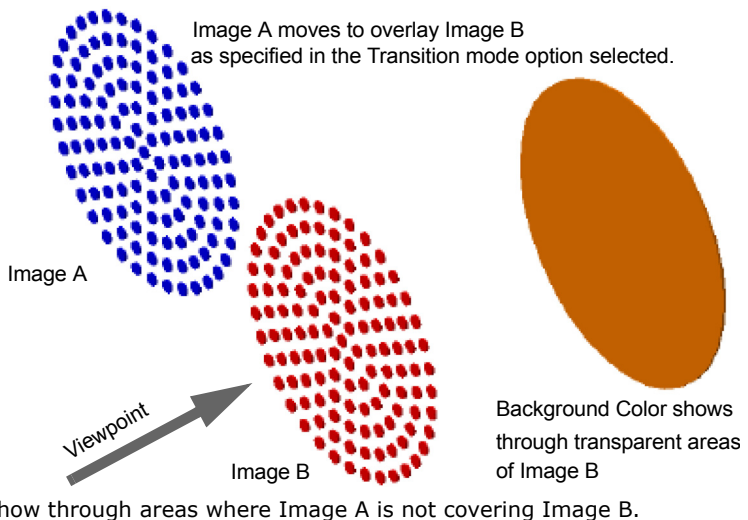 Image A moves to overlay Image B
as specified in the Transition mode option selected.
Image A
Viewpoint
Image B
Background Color shows
through transparent areas
of Image B
how through areas where Image A is not covering Image B.